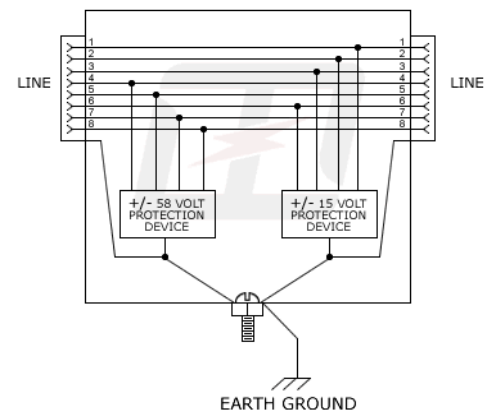 1 1
2 2
3 3
LINE 4 4 LINE
5 5
6 6
7 7
8 8
+/- 58 VOLT +/- 15 VOLT
PROTECTION PROTECTION
DEVICE DEVICE
EARTH GROUND